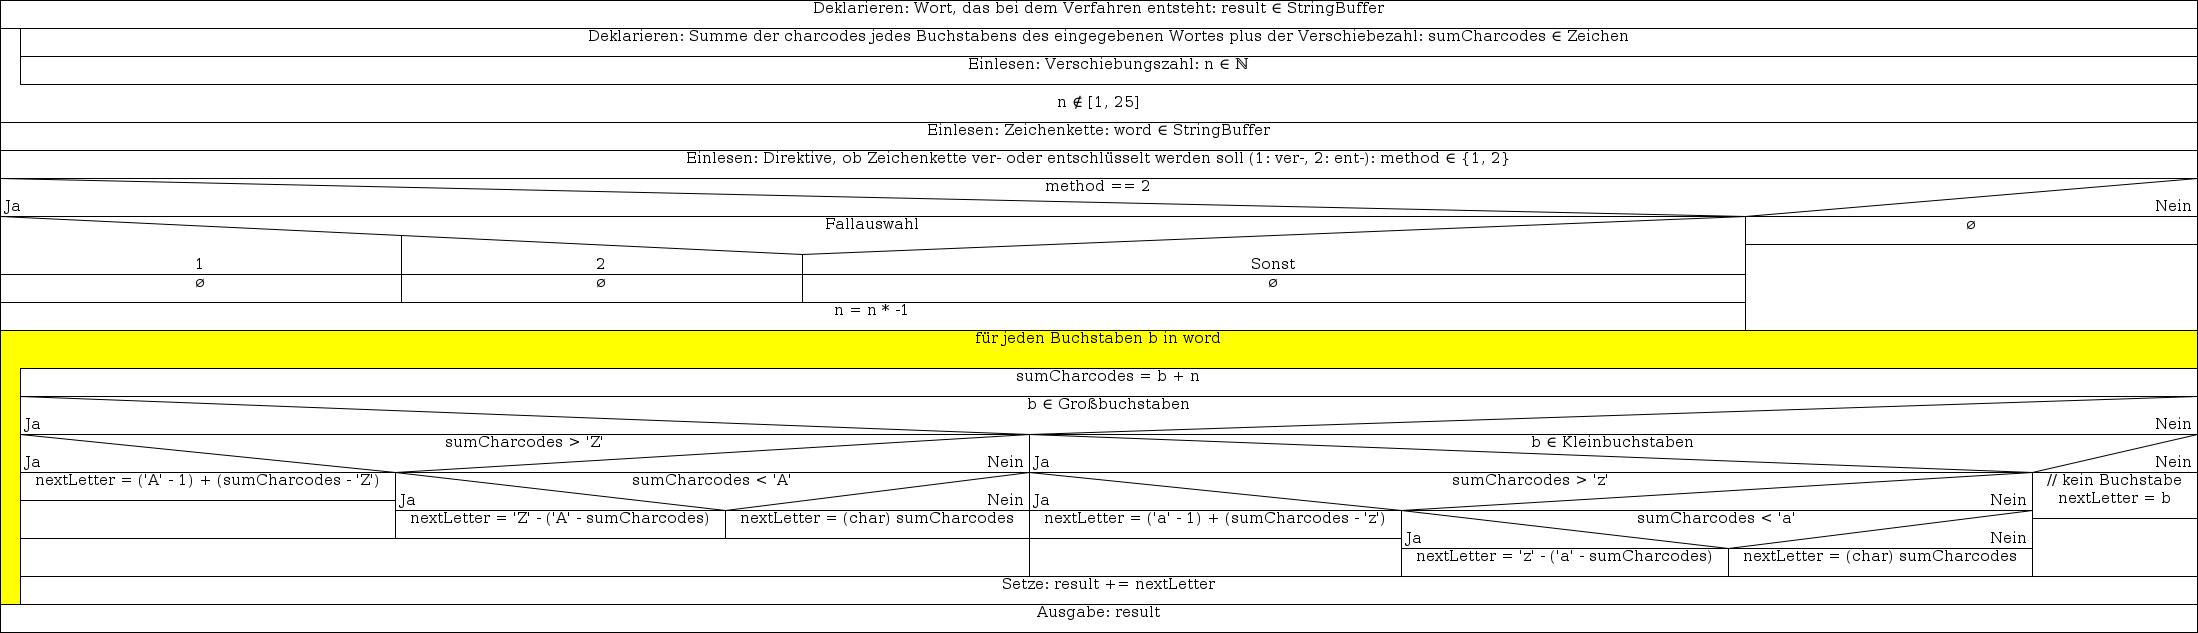 Deklarieren: Wort, das bei dem Verfahren entsteht: result ∈ StringBuffer
Deklarieren: Summe der charcodes jedes Buchstabens des eingegebenen Wortes plus der Verschiebezahl: sumCharcodes ∈ Zeichen
Einlesen: Verschiebungszahl: n ∈ ℕ
n ∉ [1, 25]
Einlesen: Zeichenkette: word ∈ StringBuffer
Einlesen: Direktive, ob Zeichenkette ver- oder entschlüsselt werden soll (1: ver-, 2: ent-): method ∈ {1, 2}
method == 2
Ja
Nein
Fallauswahl
∅
1
2
Sonst
∅
∅
∅
n = n * -1
für jeden Buchstaben b in word
sumCharcodes = b + n
b ∈ Großbuchstaben
Ja
Nein
sumCharcodes > 'Z'
b ∈ Kleinbuchstaben
Ja
Nein
Ja
Nein
nextLetter = ('A' - 1) + (sumCharcodes - 'Z')
sumCharcodes < 'A'
sumCharcodes > 'z'
// kein Buchstabe
nextLetter = b
Ja
Nein
Ja
Nein
nextLetter = 'Z' - ('A' - sumCharcodes)
nextLetter = (char) sumCharcodes
nextLetter = ('a' - 1) + (sumCharcodes - 'z')
sumCharcodes < 'a'
Ja
Nein
nextLetter = 'z' - ('a' - sumCharcodes)
nextLetter = (char) sumCharcodes
Setze: result += nextLetter
Ausgabe: result